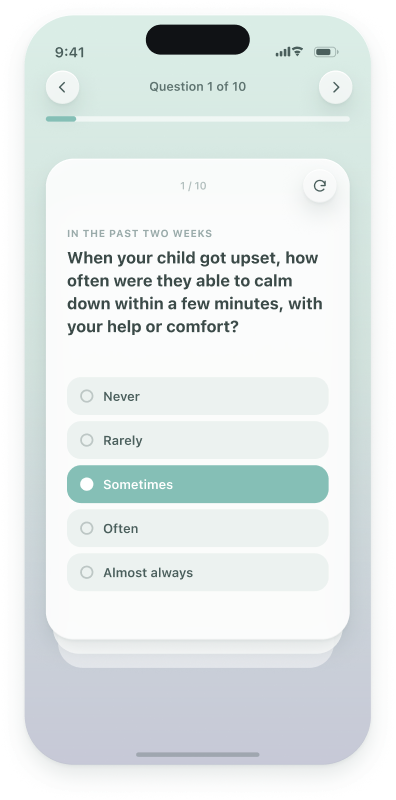 9:41
Question 1 of 10
1 / 10
IN THE PAST TWO WEEKS
When your child got upset, how
often were they able to calm
down within a few minutes, with
your help or comfort?
Never
Rarely
Sometimes
Often
Almost always